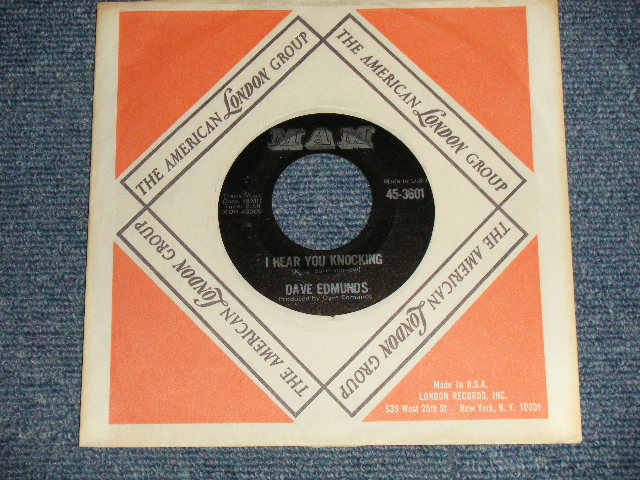 THE AMERICAN London GROUP
THE AMERICAN London GROUP
MAM
Made in U.S.A.
45-3601
I HEAR YOU KNOCKING
DAVE EDMUNDS
Produced By Dave Edmunds
THE AMERICAN London GROUP
THE AMERICAN London GROUP
Made in U.S.A.
LONDON RECORDS, INC.
539 West 25th St New York, N. Y. 10001